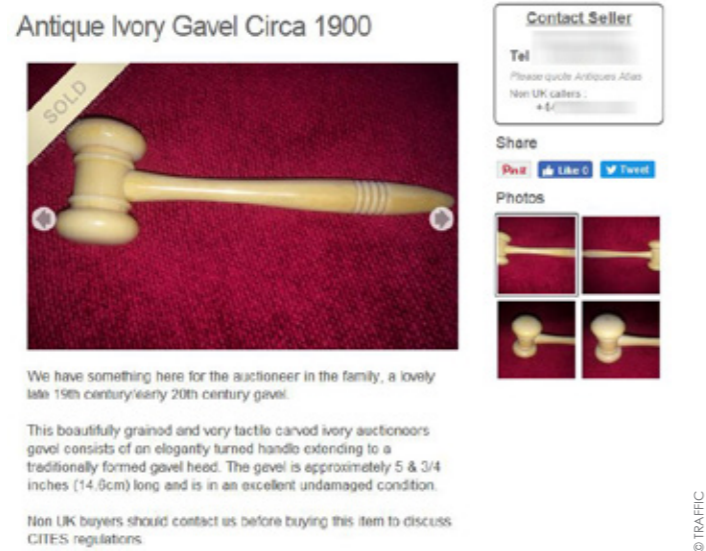 Antique Ivory Gavel Circa 1900
SOLD
We have something here for the auctioneer in the family, a lovely
late 19th century/early 20th century gavel.
This beautifully grained and very tactile carved ivory auctioneers
gavel consists of an elegantly turned handle extending to a
traditionally formed gavel head. The gavel is approximately 5 & 3/4
inches (14.6cm) long and is in an excellent undamaged condition.
Non UK buyers should contact us before buying this item to discuss
CITES regulations.
Contact Seller
Tel
Please quote Antiques Atlas
Non UK callers :
Share
Pin it
Like 0
Tweet
Photos
© TRAFFIC